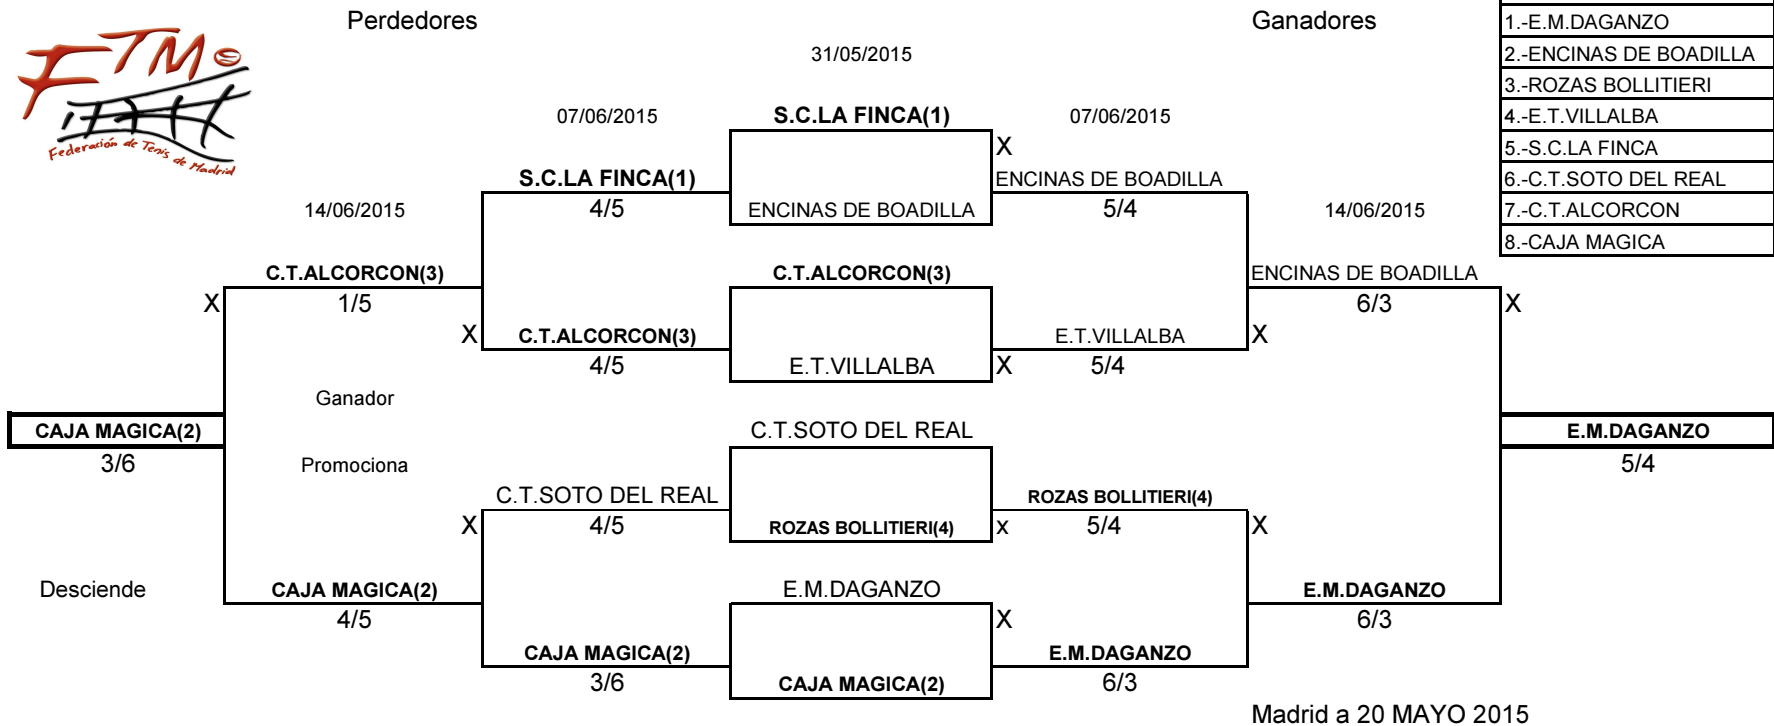 Perdedores
Ganadores
1.-E.M.DAGANZO
31/05/2015
2.-ENCINAS DE BOADILLA
3.-ROZAS BOLLITIERI
07/06/2015
S.C.LA FINCA(1)
07/06/2015
4.-E.T.VILLALBA
FTM
Federación de Tenis de Madrid
X
5.-S.C.LA FINCA
S.C.LA FINCA(1)
ENCINAS DE BOADILLA
6.-C.T.SOTO DEL REAL
14/06/2015
4/5
ENCINAS DE BOADILLA
5/4
14/06/2015
7.-C.T.ALCORCON
8.-CAJA MAGICA
C.T.ALCORCON(3)
C.T.ALCORCON(3)
ENCINAS DE BOADILLA
X
1/5
6/3
X
X
C.T.ALCORCON(3)
E.T.VILLALBA
X
4/5
E.T.VILLALBA
X
5/4
Ganador
CAJA MAGICA(2)
C.T.SOTO DEL REAL
E.M.DAGANZO
3/6
Promociona
5/4
C.T.SOTO DEL REAL
ROZAS BOLLITIERI(4)
X
4/5
ROZAS BOLLITIERI(4)
x
5/4
X
Desciende
CAJA MAGICA(2)
E.M.DAGANZO
E.M.DAGANZO
4/5
X
6/3
CAJA MAGICA(2)
E.M.DAGANZO
3/6
CAJA MAGICA(2)
6/3
Madrid a 20 MAYO 2015